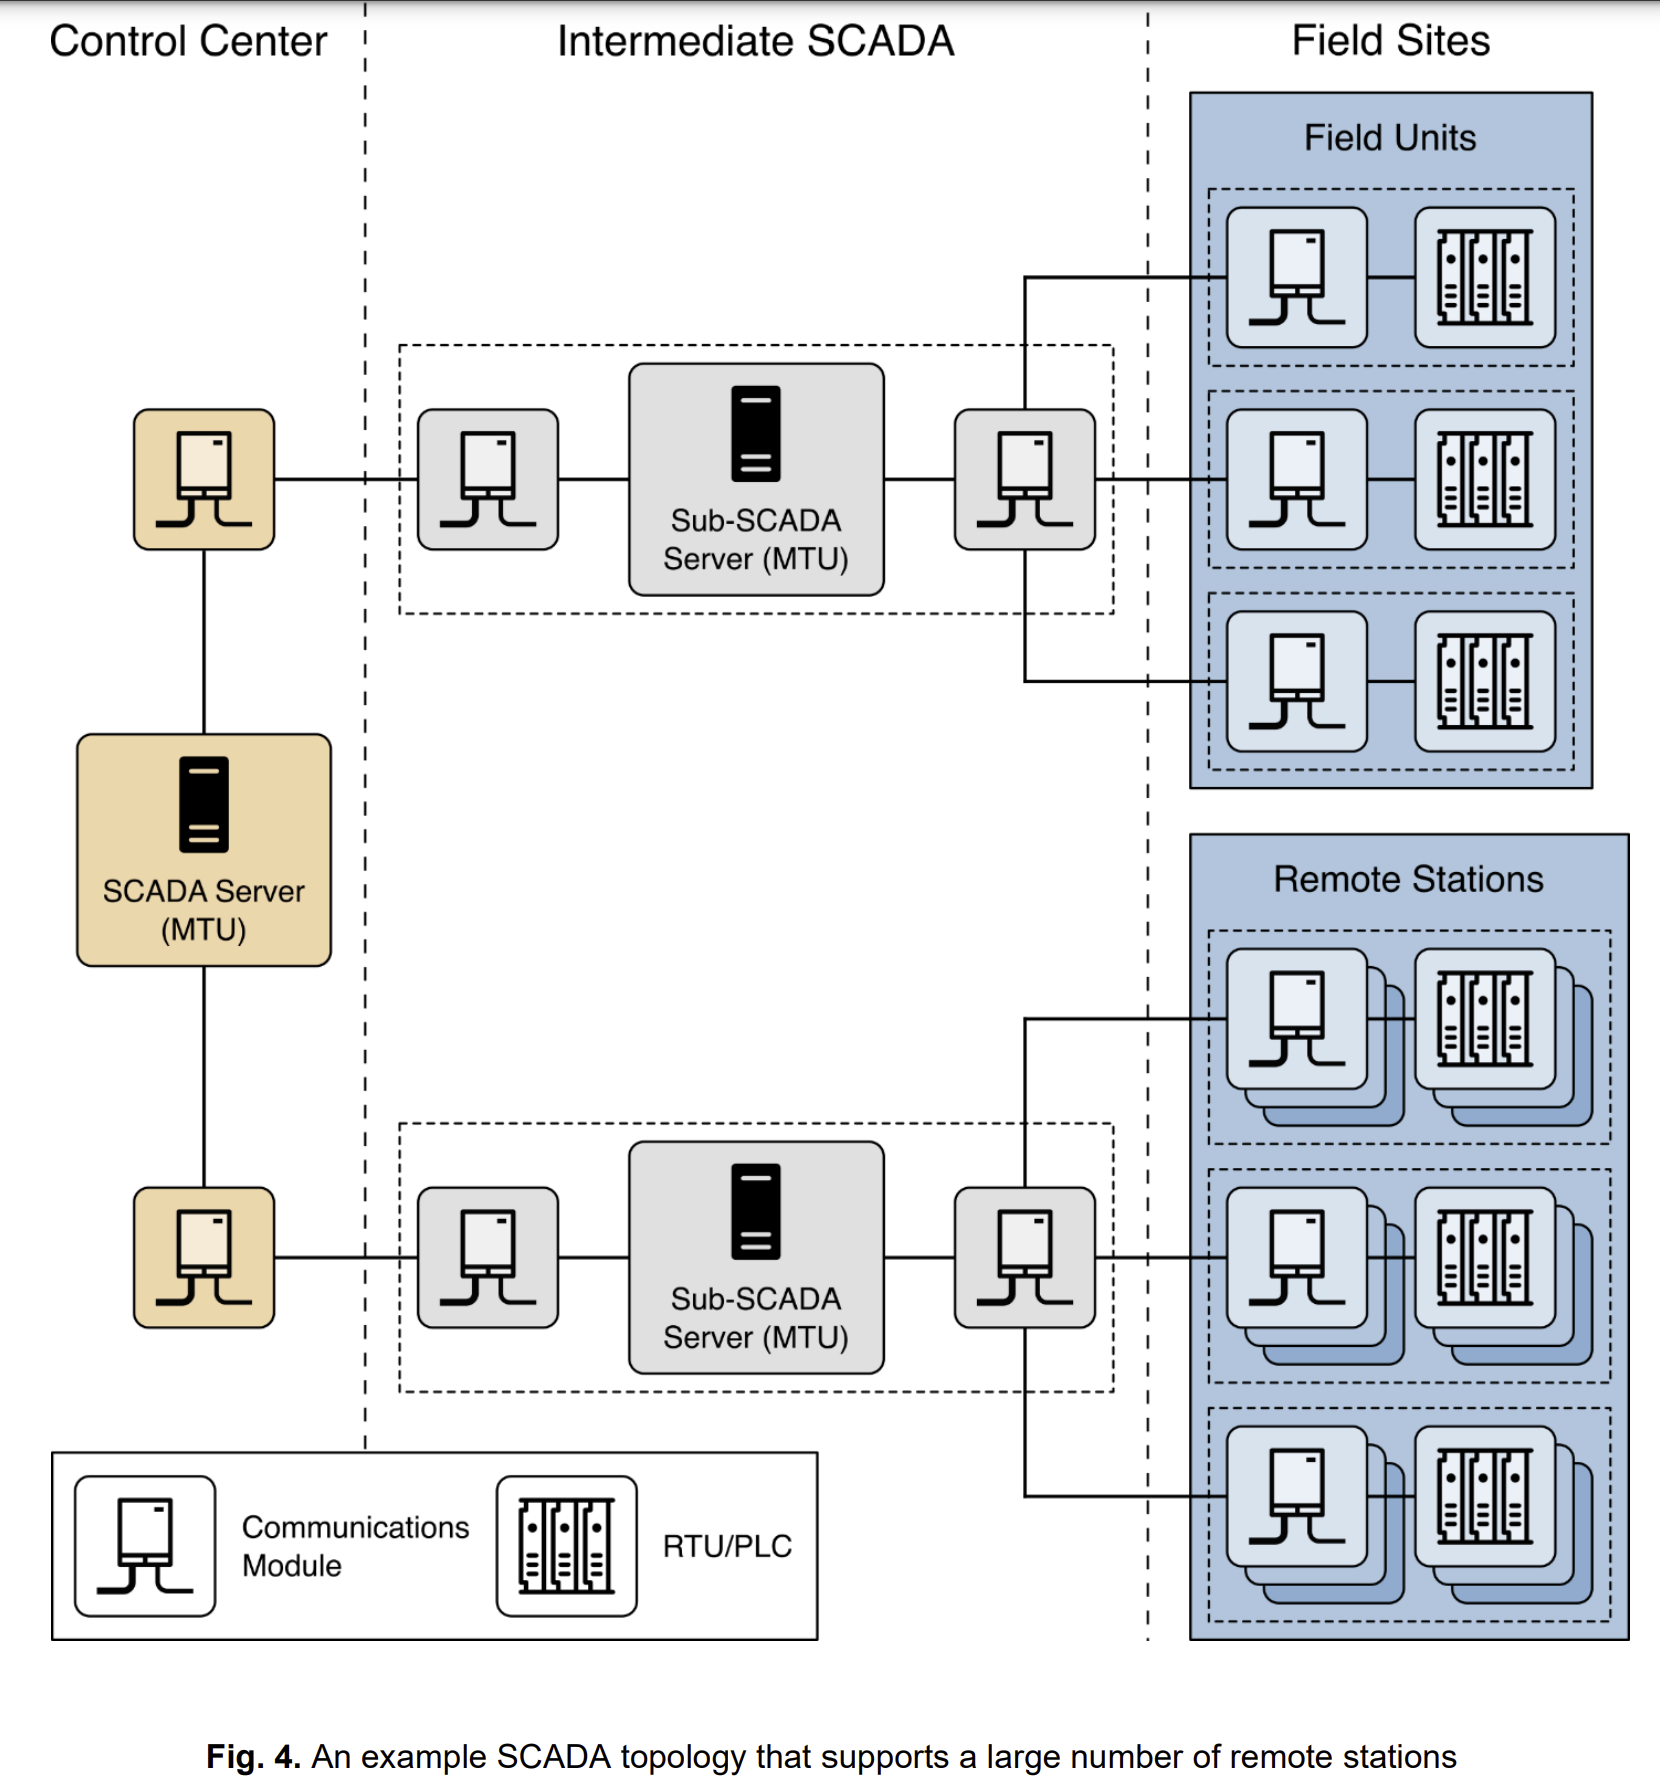 Control Center
Intermediate SCADA
Field Sites
Field Units
Sub-SCADA
Server (MTU)
SCADA Server
(MTU)
Remote Stations
Sub-SCADA
Server (MTU)
Communications
Module
RTU/PLC
Fig. 4. An example SCADA topology that supports a large number of remote stations